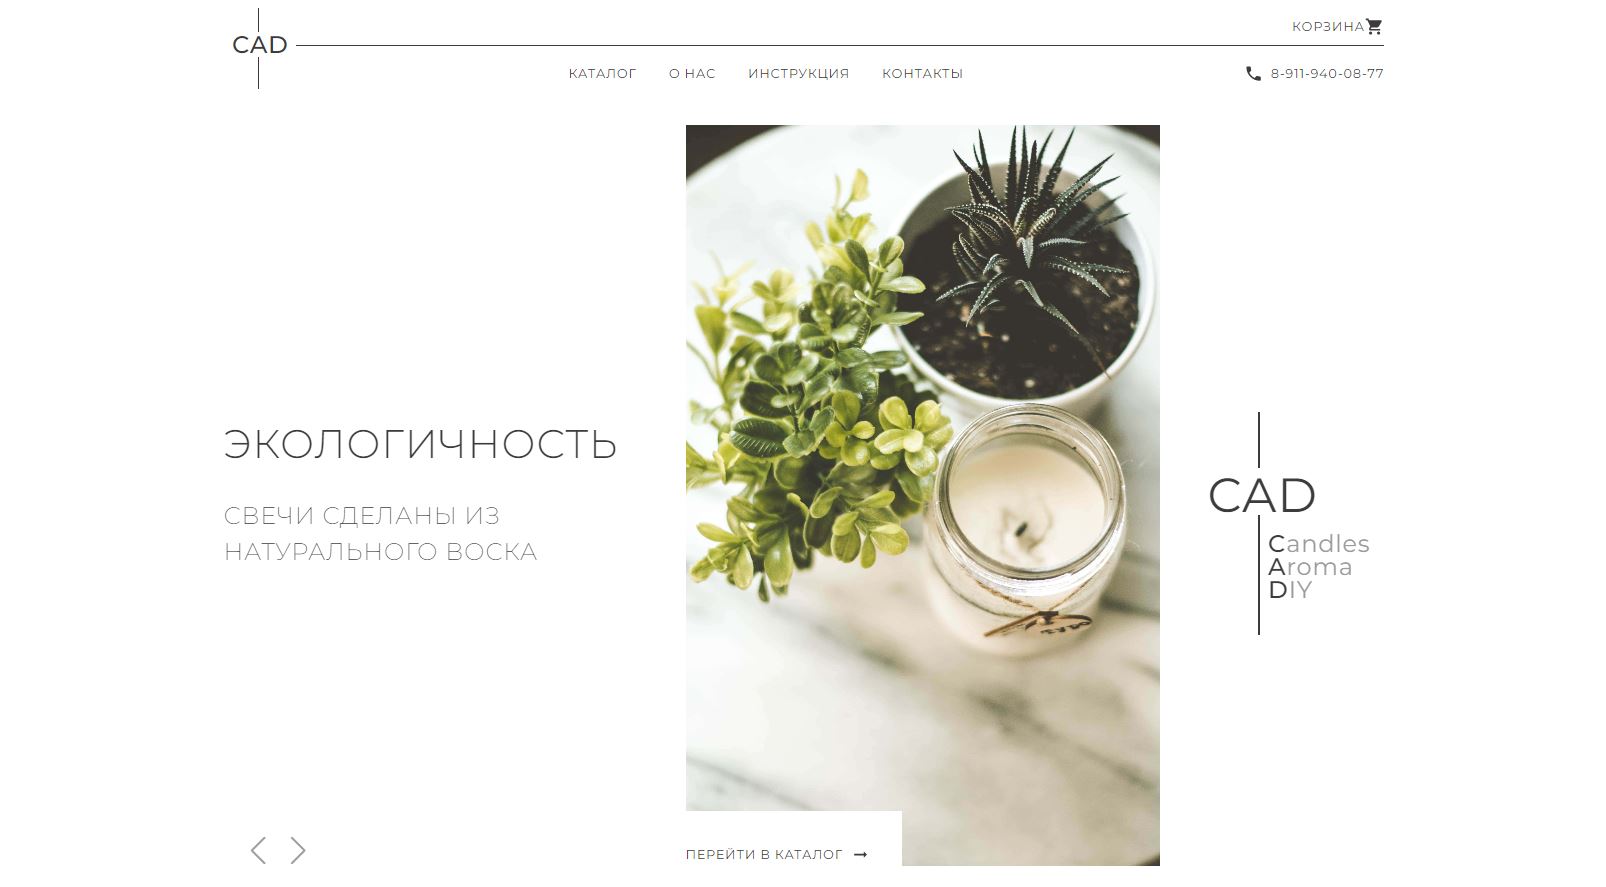 CAD
КОРЗИНА
КАТАЛОГ О НАС ИНСТРУКЦИЯ КОНТАКТЫ 8-911-940-08-77
ЭКОЛОГИЧНОСТЬ
СВЕЧИ СДЕЛАНЫ ИЗ
НАТУРАЛЬНОГО ВОСКА
CAD
Candles
Aroma
DIY
ПЕРЕЙТИ В КАТАЛОГ